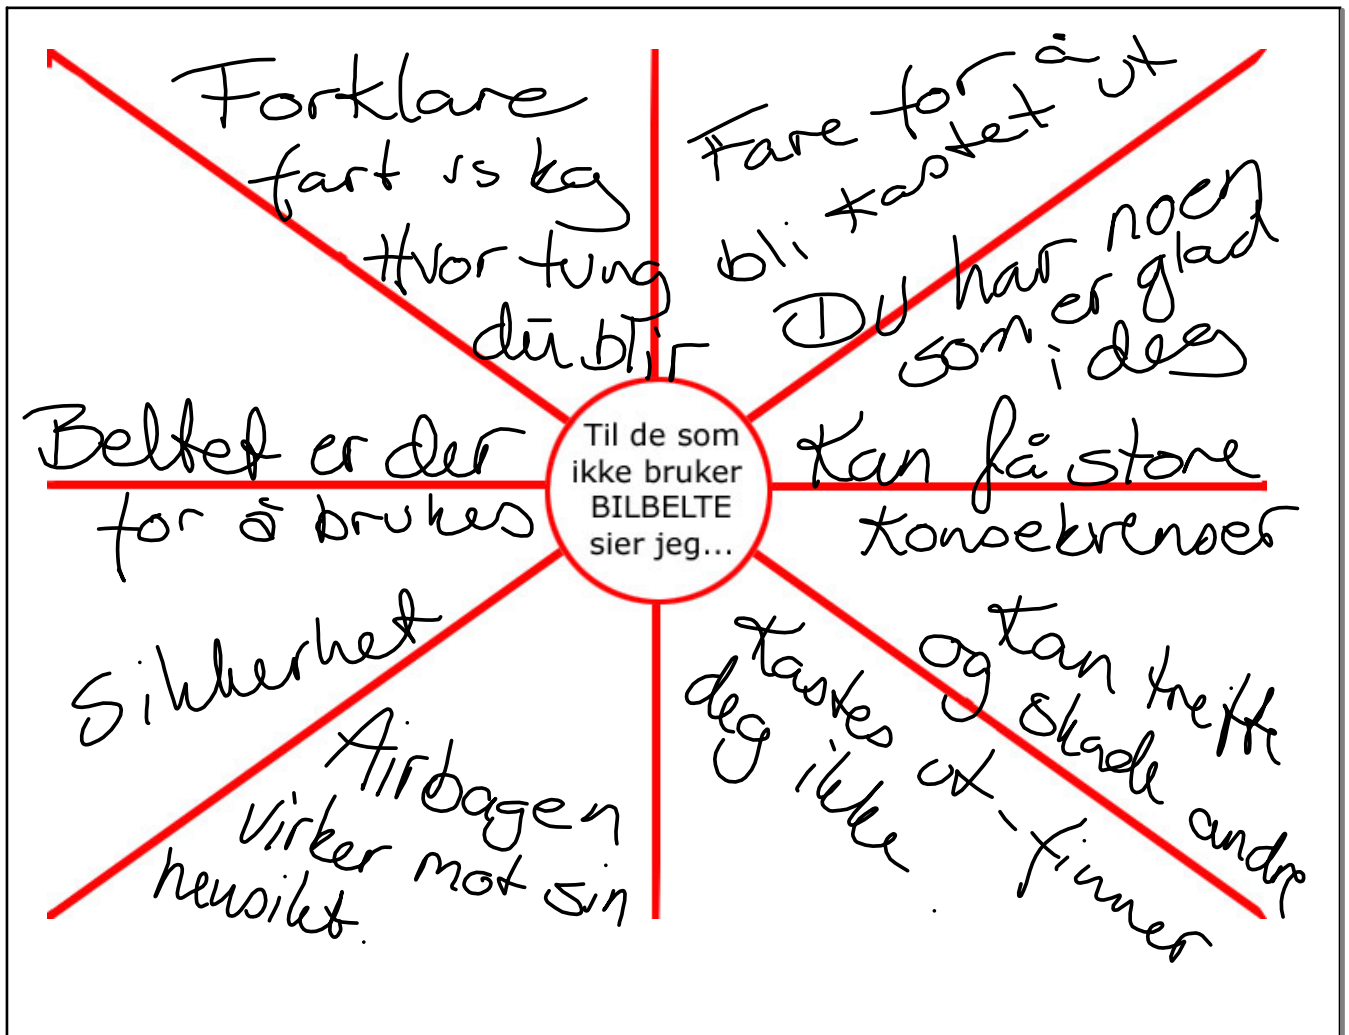 Forklare
fart vs kg
Hvor tung
du blir
Fare for å
bli kastet ut
Du har noen
som er glad
i deg
Kan få store
konsekvenser
Kan treffe
og skade andre
Kastes ut - finner
deg ikke
Airbagen
virker mot sin
hensikt.
Sikkerhet
Beltet er der
for å brukes
Til de som
ikke bruker
BILBELTE
sier jeg...